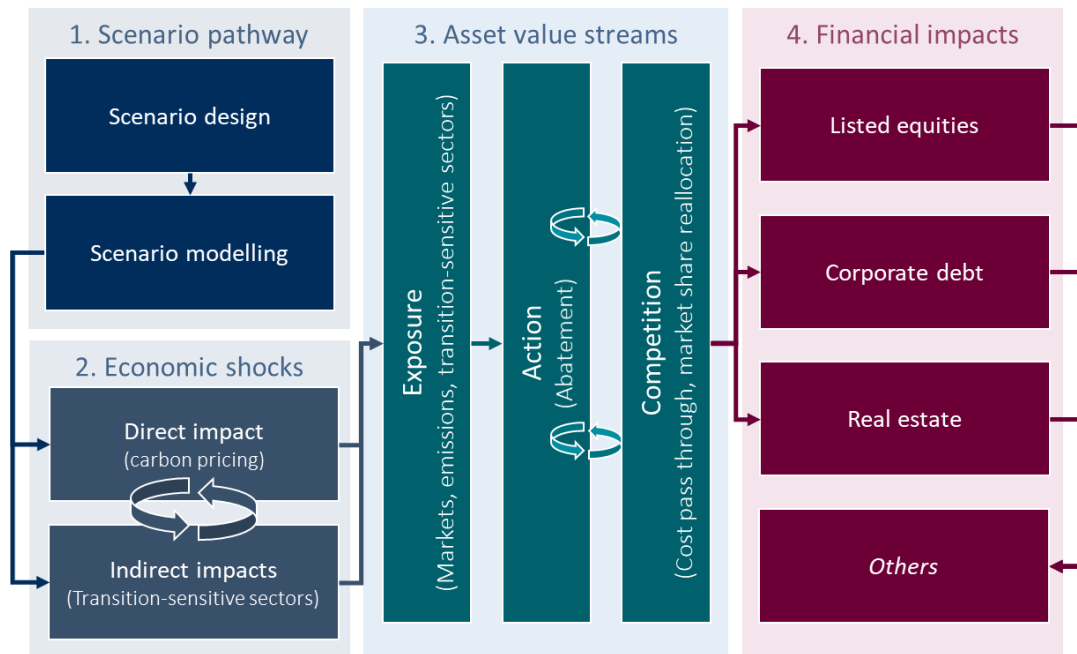 1. Scenario pathway
Scenario design
Scenario modelling
2. Economic shocks
Direct impact
(carbon pricing)
Indirect impacts
(Transition-sensitive sectors)
3. Asset value streams
Exposure
(Markets, emissions, transition-sensitive sectors)
Action
(Abatement)
Competition
(Cost pass through, market share reallocation)
4. Financial impacts
Listed equities
Corporate debt
Real estate
Others